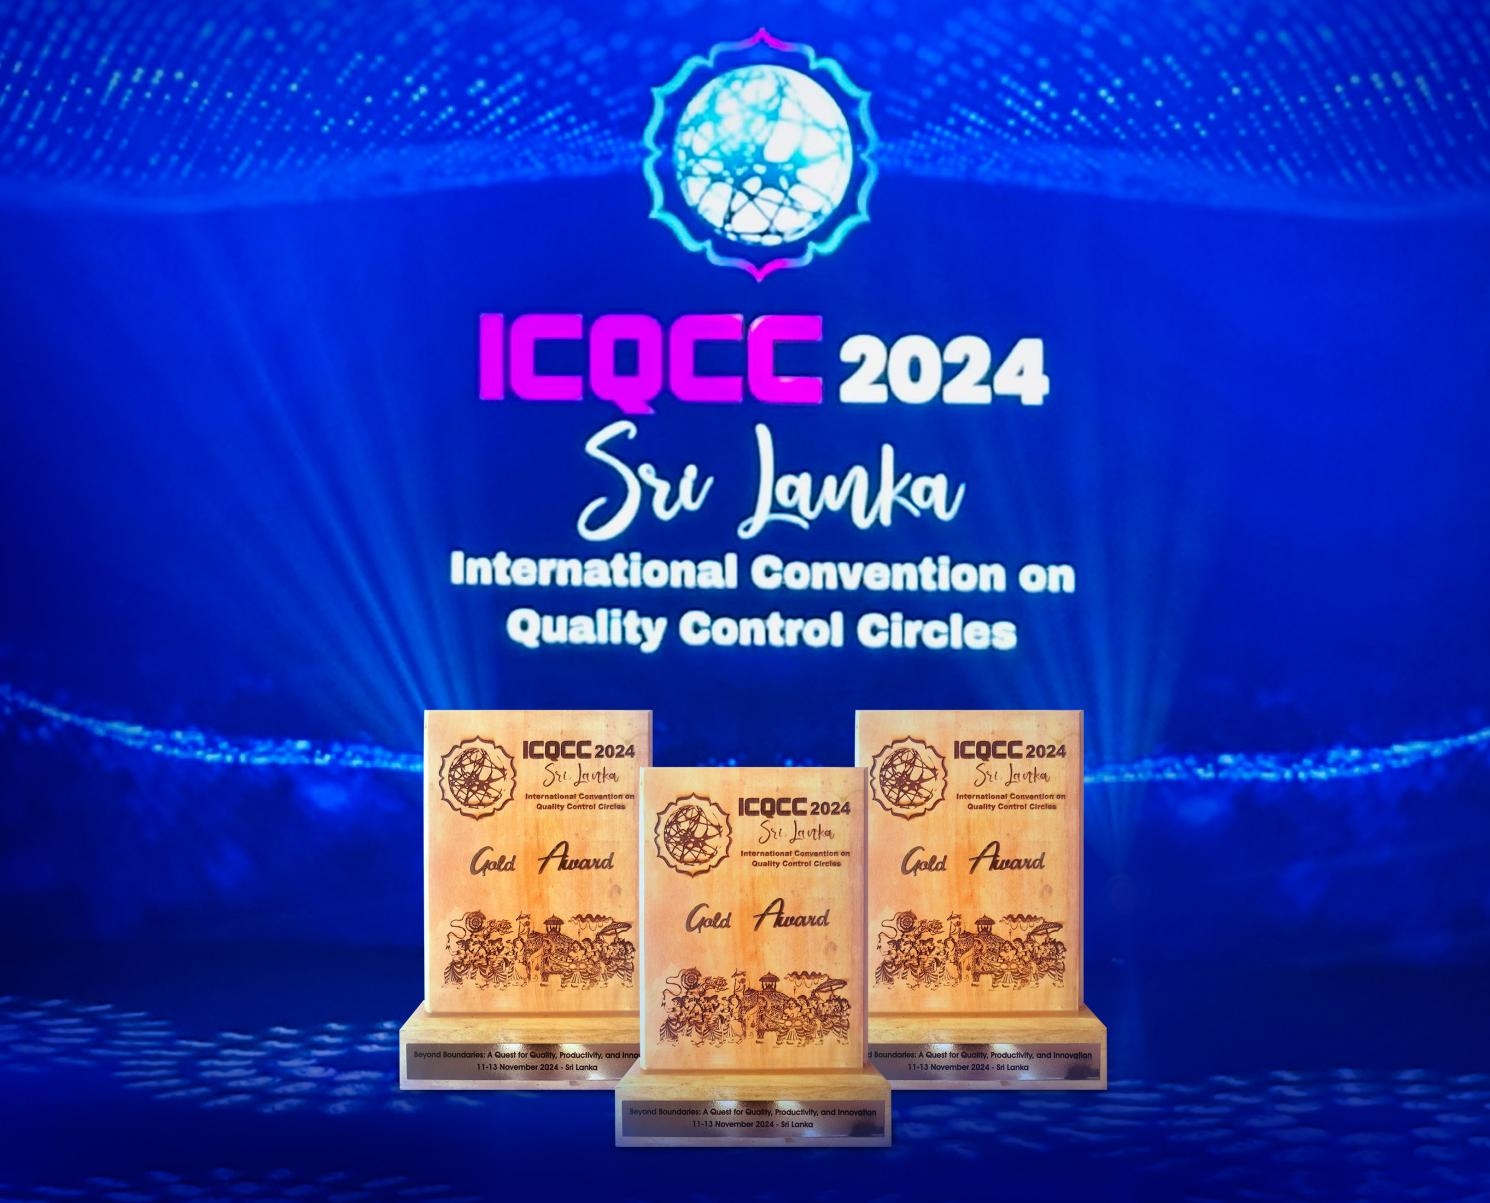 ICQCC 2024
Sri Lanka
International Convention on
Quality Control Circles
ICQCC 2024
Sri Lanka
International Convention on
Quality Control Circles
Gold Award
Beyond Boundaries: A Quest for Quality, Productivity, and
11-13 November 2024 - Sri Lanka
ICQCC 2024
Sri Lanka
International Convention on
Quality Control Circles
Gold Award
Beyond Boundaries: A Quest for Quality, Productivity, and Innovation
11-13 November 2024 - Sri Lanka
ICQCC 2024
Sri Lanka
International Convention on
Quality Control Circles
Gold Award
Boundaries: A Quest for Quality, Productivity, and Innovation
11-13 November 2024 - Sri Lanka